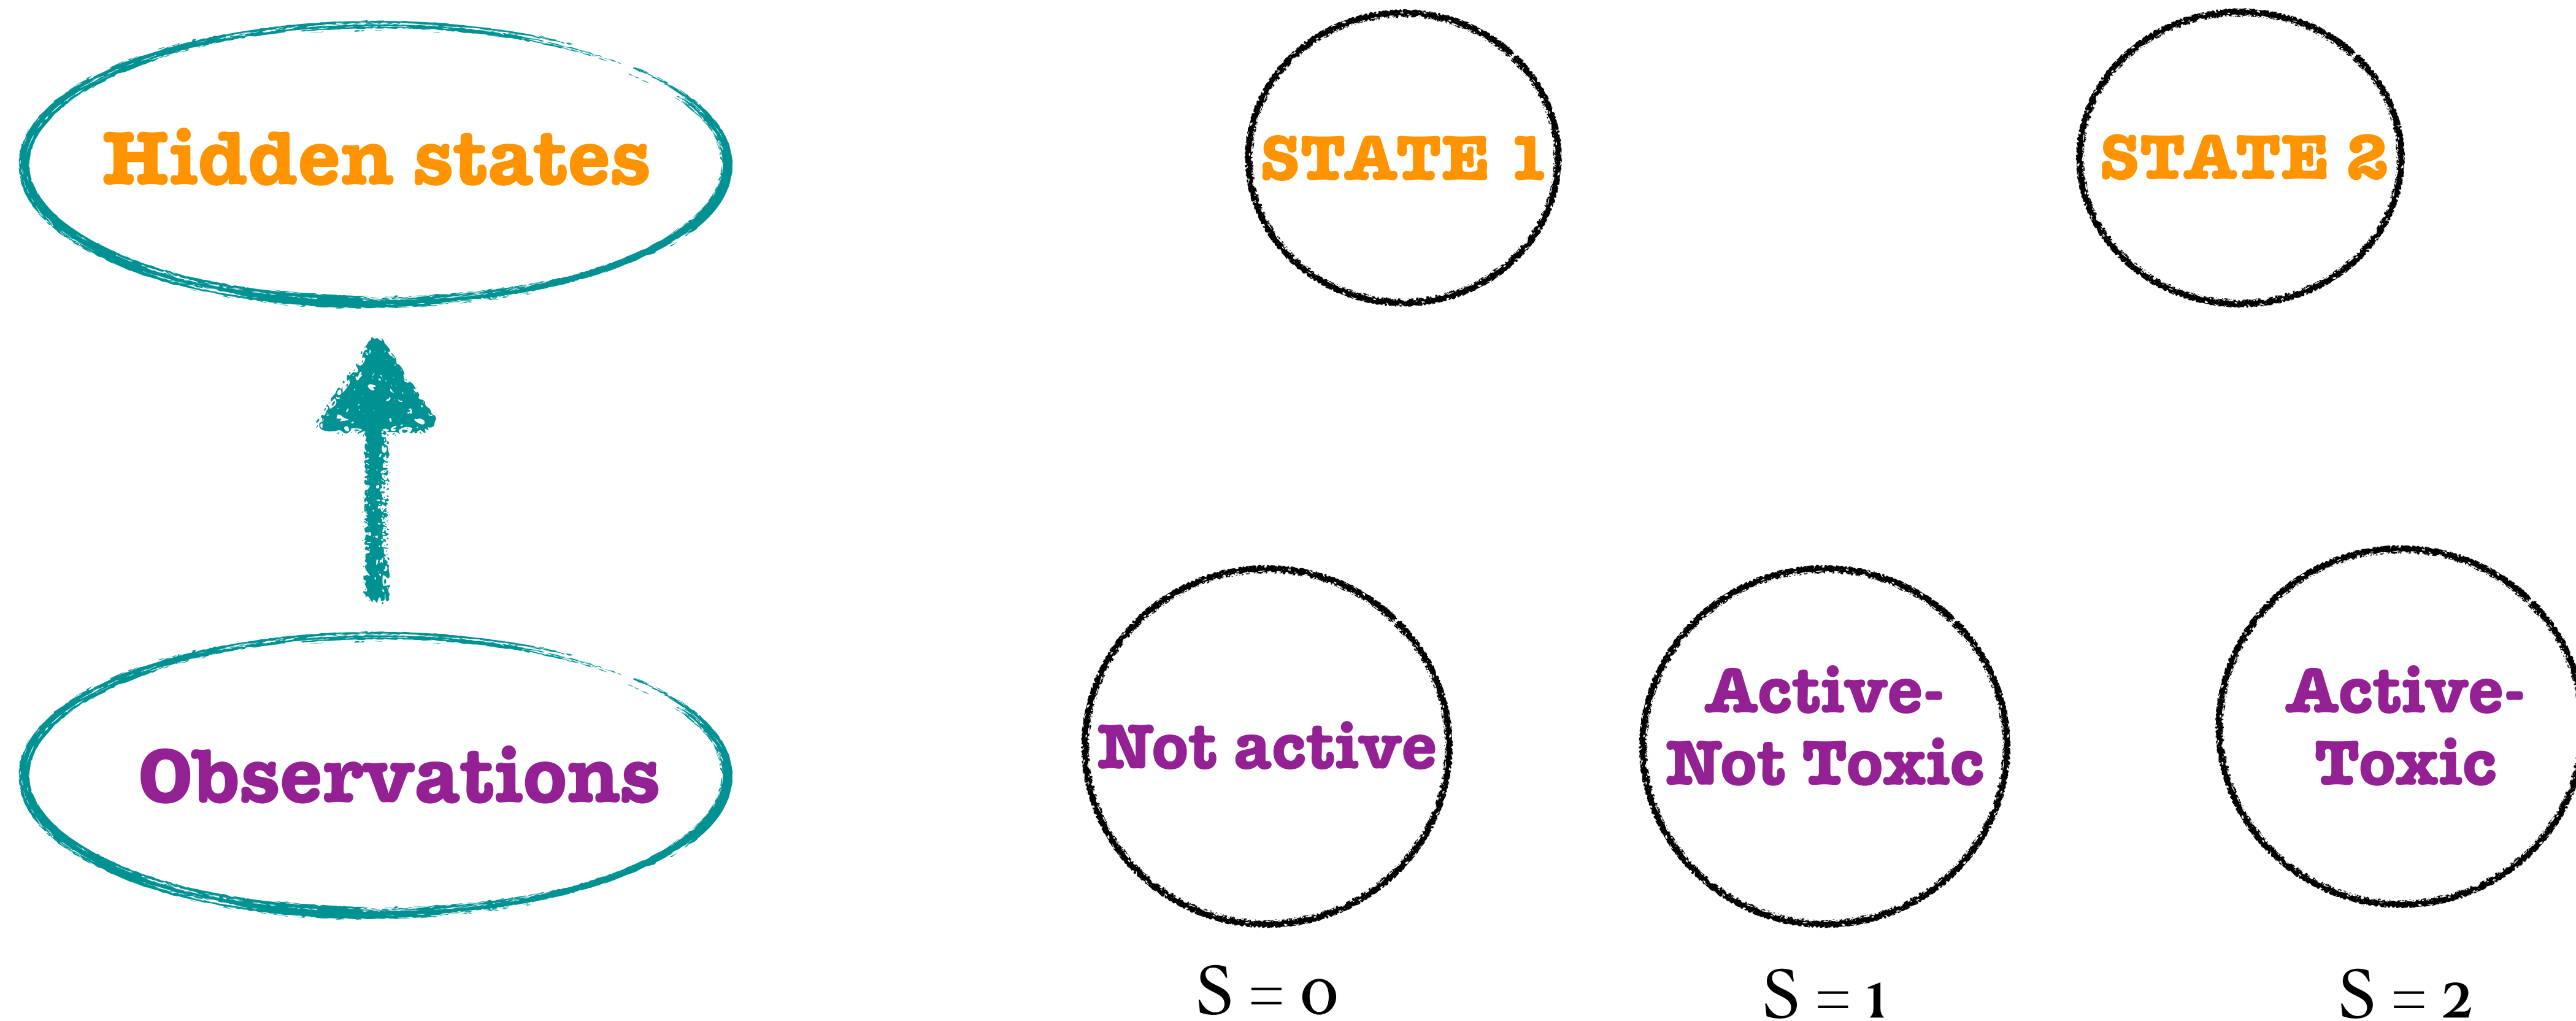 Hidden states
STATE 1
STATE 2
Observations
Not active
Active-
Not Toxic
Active-
Toxic
S = 0
S = 1
S = 2